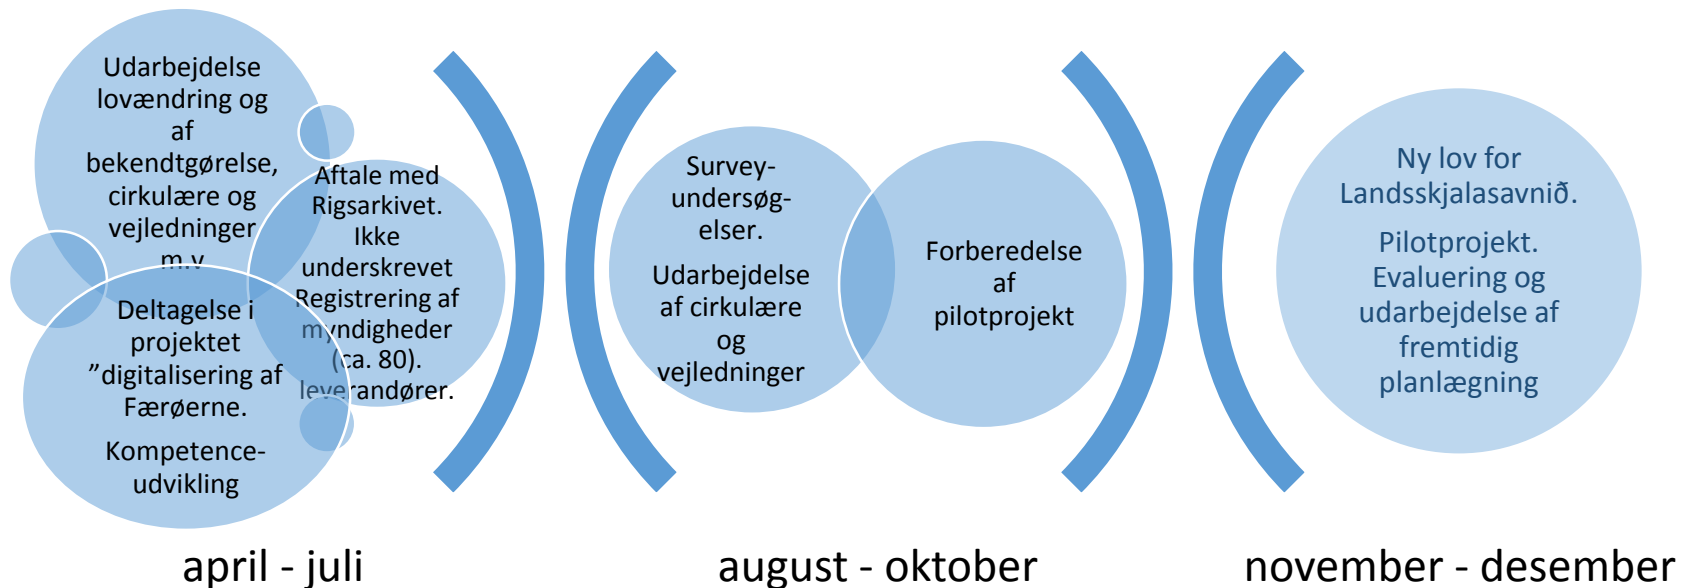 Udarbejdelse
lovændring og
af
bekendtgørelse,
cirkulære og
vejledninger
m.v
Aftale med
Rigsarkivet.
Ikke
underskrevet
Registrering af
myndigheder
(ca. 80).
leverandører.
Deltagelse i
projektet
”digitalisering af
Færøerne.
Kompetence-
udvikling
april - juli
Survey-
undersøg-
elser.
Udarbejdelse
af cirkulære
og
vejledninger
Forberedelse
af
pilotprojekt
august - oktober
Ny lov for
Landsskjalasavnið.
Pilotprojekt.
Evaluering og
udarbejdelse af
fremtidig
planlægning
november - desember